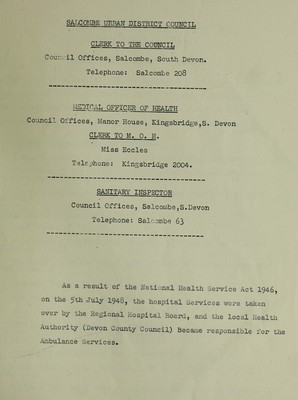 SALCOMBE URBAN DISTRICT COUNCIL
CLERK TO THE COUNCIL
Council Offices, Salcombe, South Devon.
Telephone: Salcombe 208
MEDICAL OFFICER OF HEALTH
Council Offices, Manor House, Kingsbridge,S. Devon
CLERK TO M. O. H.
Miss Eccles
Telephone: Kingsbridge 2004.
SANITARY INSPECTOR
Council Offices, Salcombe,S.Devon
Telephone: Salcombe 63
As a result of the National Health Service Act 1946,
on the 5th July 1948, the hospital Services were taken
over by the Regional Hospital Board, and the local Health
Authority (Devon County Council) Became responsible for the
Ambulance Services.